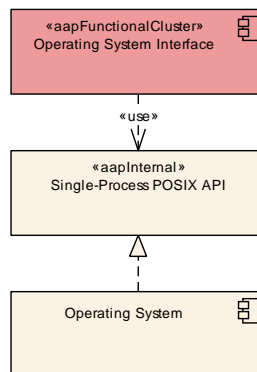 «aapFunctionalCluster»
Operating System Interface
«use»
«aapInternal»
Single-Process POSIX API
Operating System